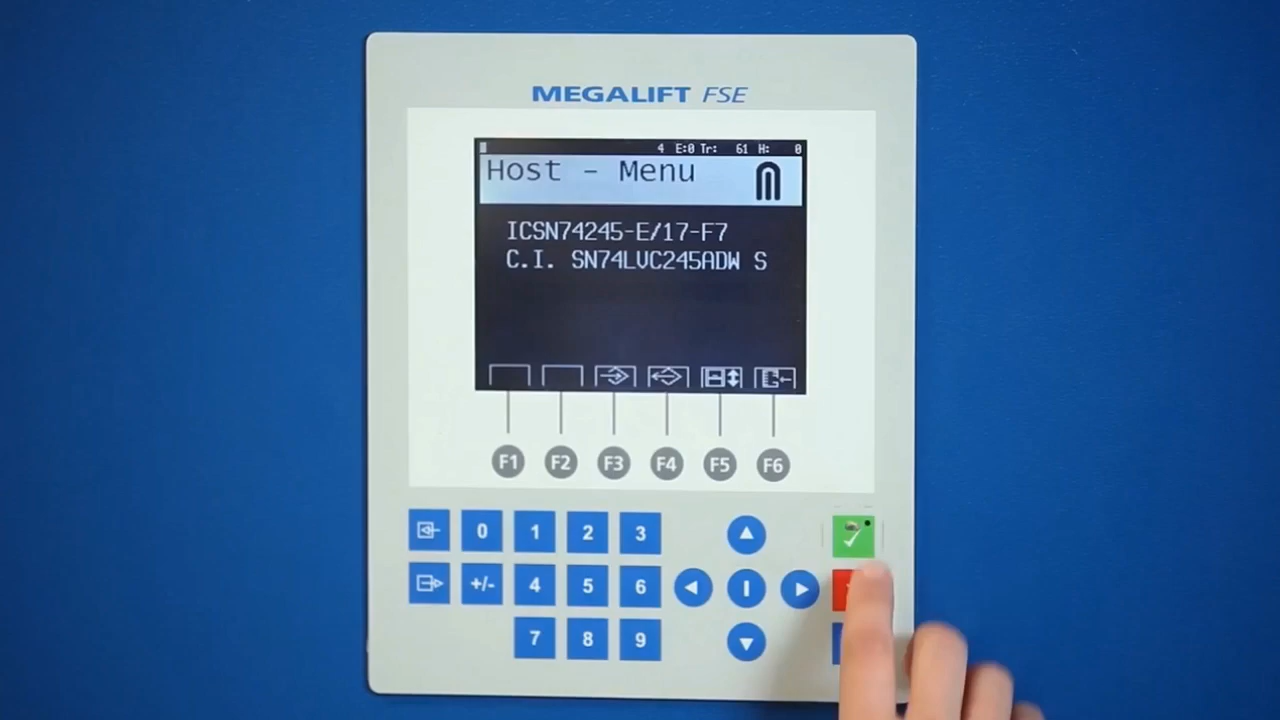 MEGALIFT FSE
4 E:0 Tr: 61 H: 0
Host - Menu
ICSN74245-E/17-F7
C.I. SN74LVC245ADW S
F1 F2 F3 F4 F5 F6
0 1 2 3
+/- 4 5 6
7 8 9